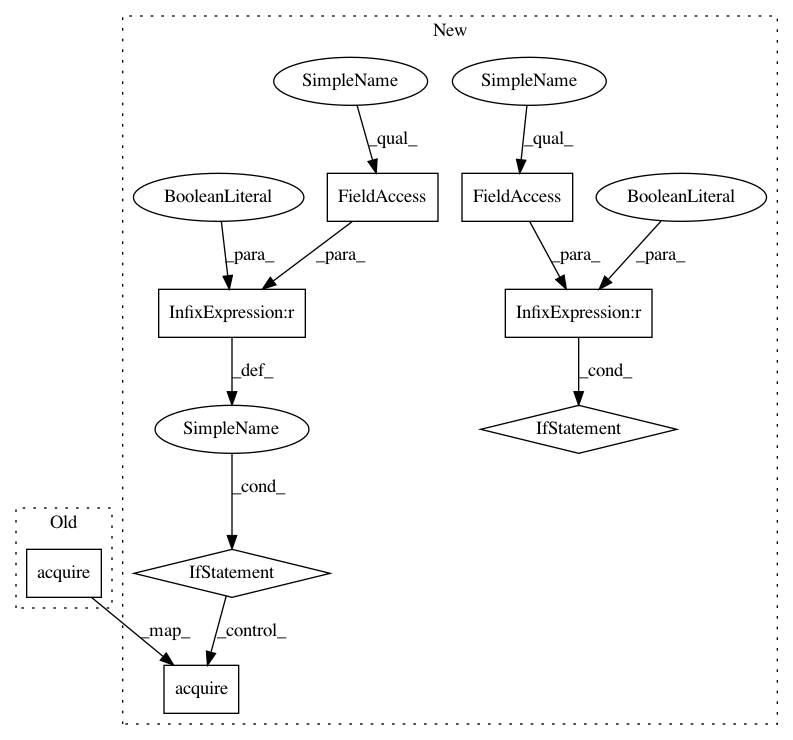 New
SimpleName
SimpleName
_qual_
_qual_
BooleanLiteral
FieldAccess
FieldAccess
BooleanLiteral
_para_
_para_
_para_
_para_
InfixExpression:r
InfixExpression:r
_def_
_cond_
SimpleName
IfStatement
_cond_
Old
acquire
IfStatement
_map_
_control_
acquire